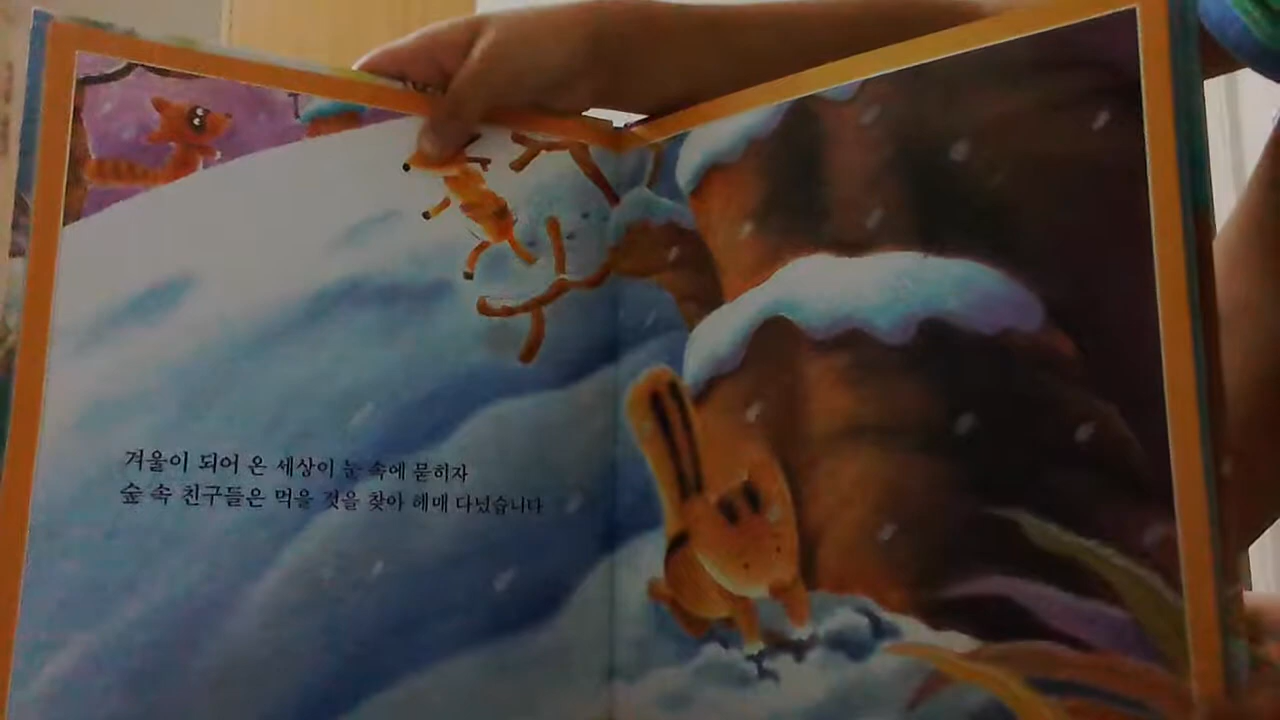 겨울이 되어 온 세상이 눈 속에 묻히자
숲 속 친구들은 먹을 것을 찾아 헤매 다녔습니다